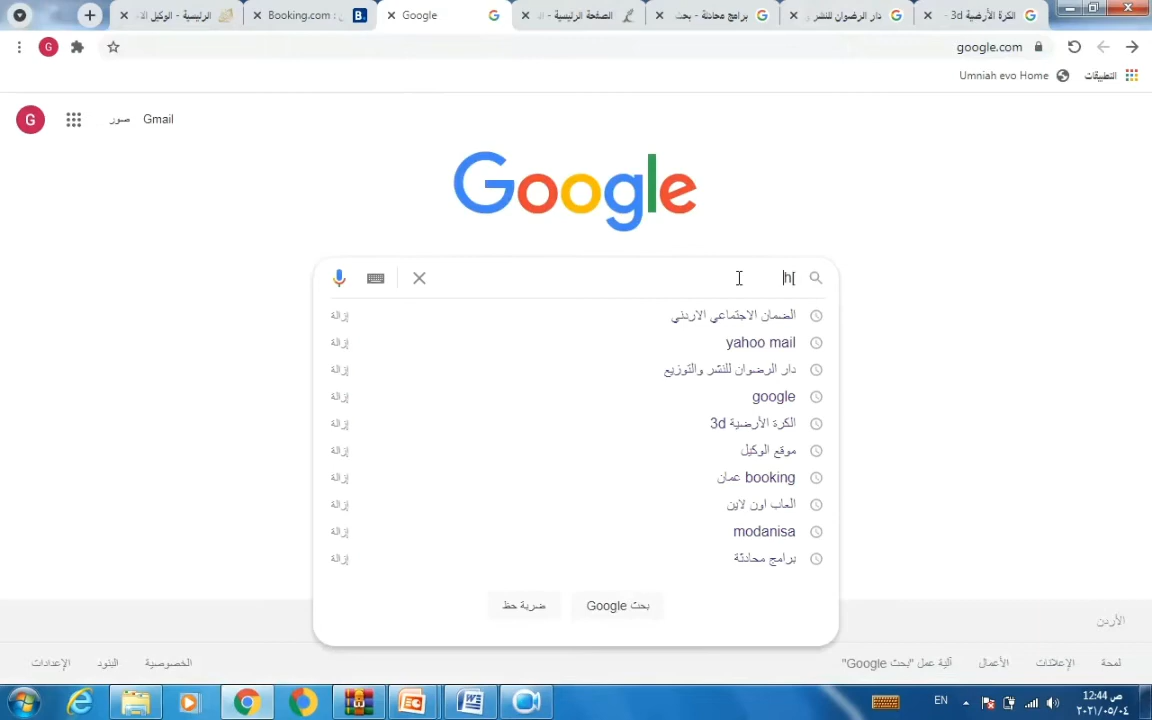 الكرة الأرضية 3d -
دار الرضوان للنشر
برامج محادثة - بحث
الصفحة الرئيسية - ال
Google
Booking.com :
الرئيسية - الوكيل الا
google.com
التطبيقات
Umniah evo Home
G
Gmail
صور
G
Google
h[
الضمان الاجتماعي الاردني
إزالة
yahoo mail
إزالة
دار الرضوان للنشر والتوزيع
إزالة
google
إزالة
الكرة الأرضية 3d
إزالة
موقع الوكيل
إزالة
booking عمان
إزالة
العاب اون لاين
إزالة
modanisa
إزالة
برامج محادثة
إزالة
بحث Google
ضربة حظ
الأردن
لمحة
الإعلانات
الأعمال
آلية عمل "بحث Google"
الخصوصية
البنود
الإعدادات
EN
12:44 ص
٢٠٢١/٠٥/٠٤